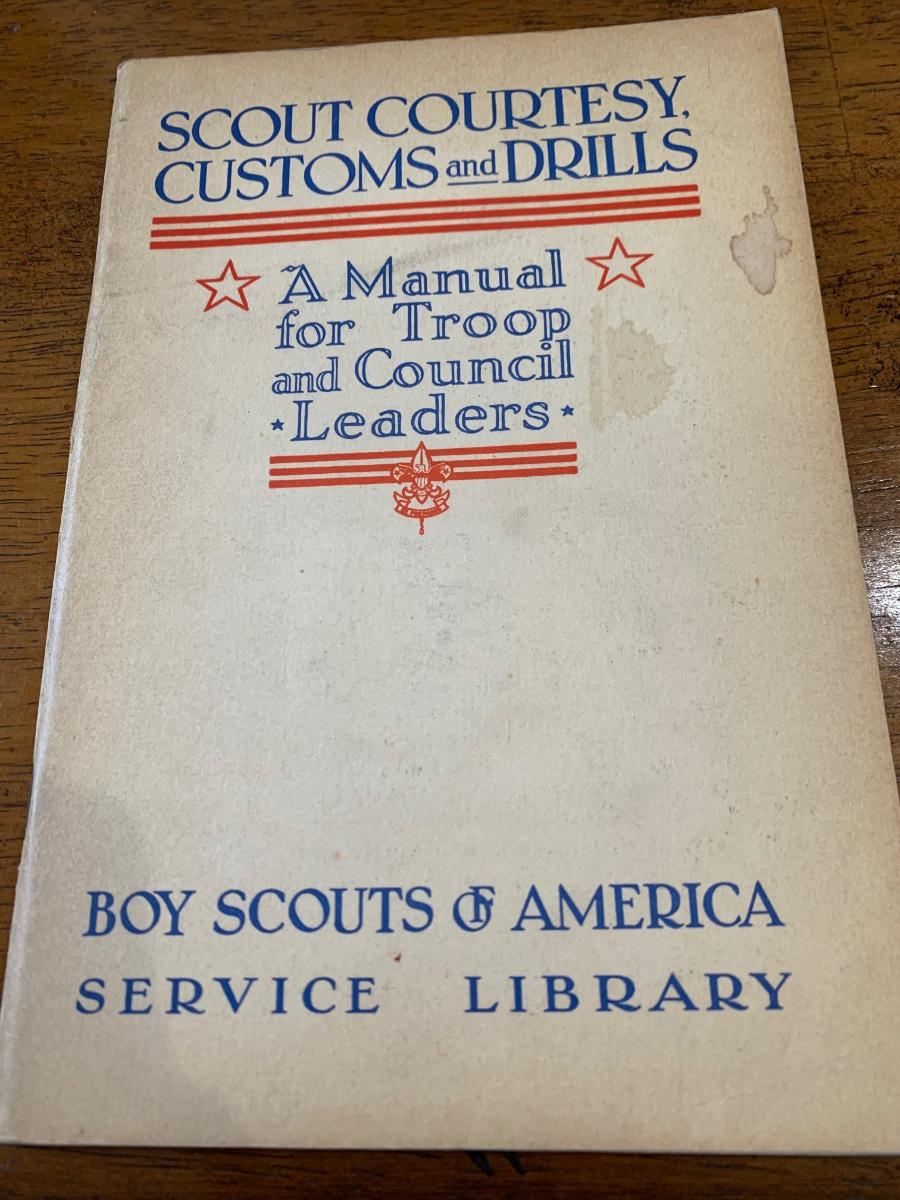 SCOUT COURTESY,
CUSTOMS and DRILLS
A Manual
for Troop
and Council
Leaders
BOY SCOUTS OF AMERICA
SERVICE LIBRARY